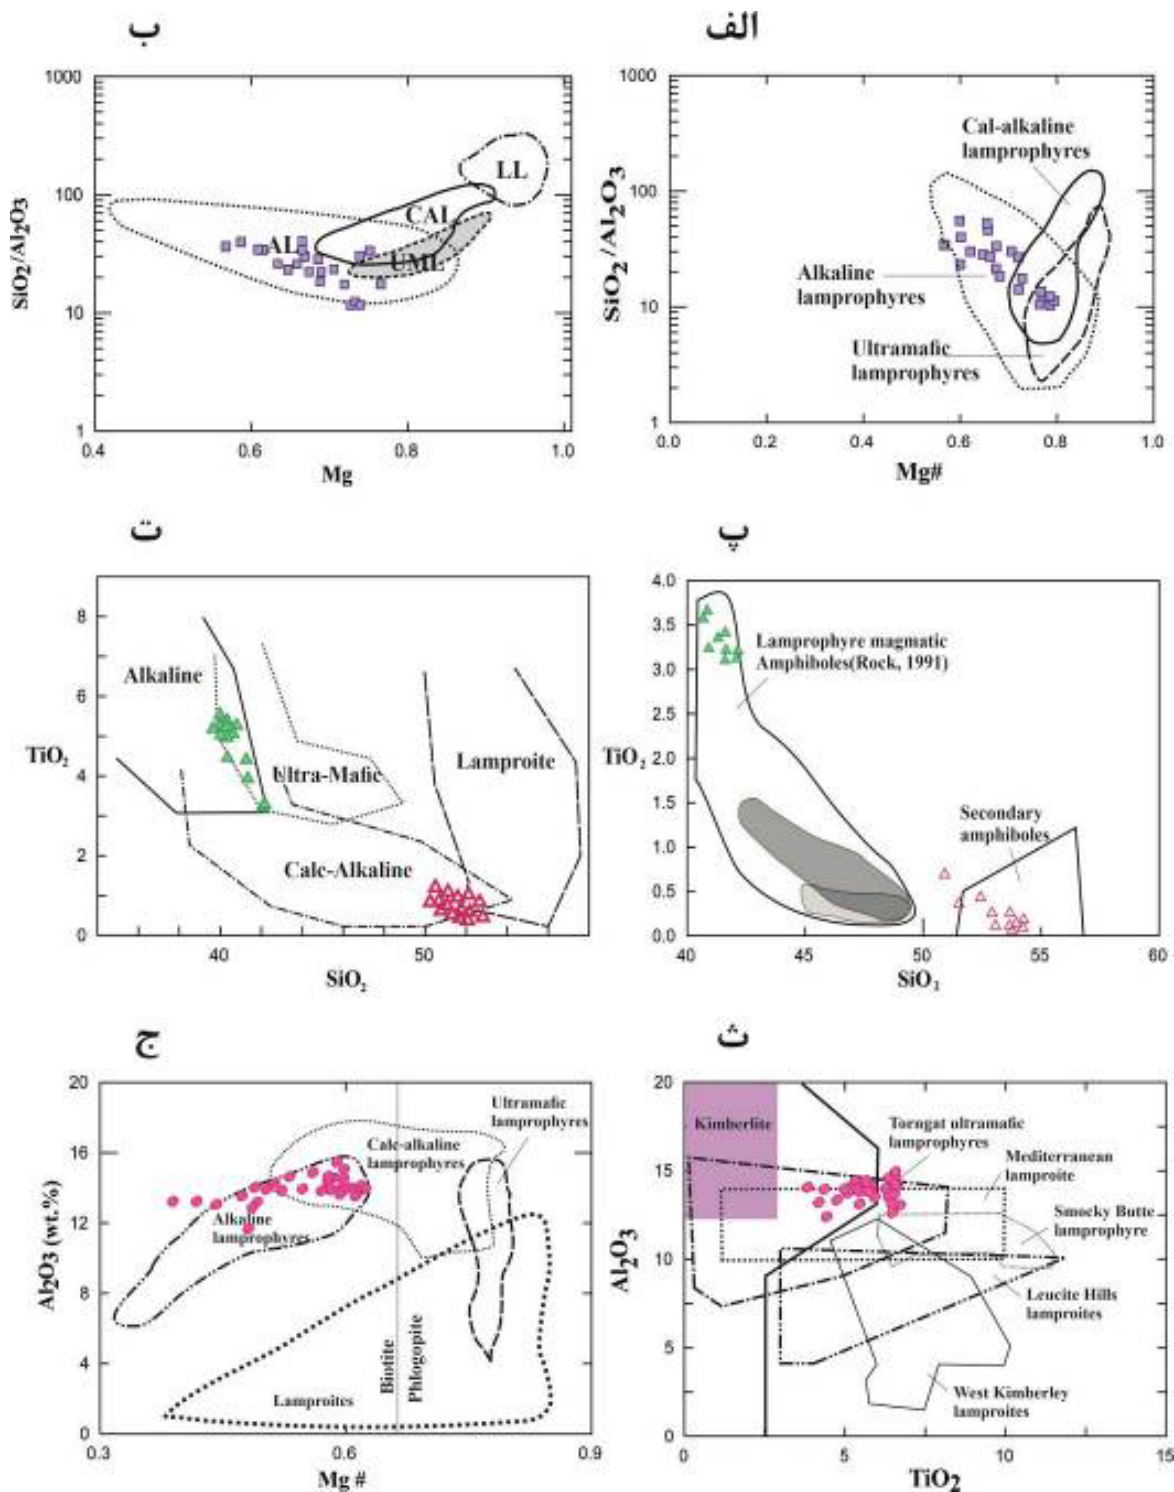 ب
الف
1000
100
10
1
SiO2/Al2O3
AL
CAL
UML
LL
0.4
0.6
0.8
1.0
Mg
1000
100
10
1
SiO2/Al2O3
Cal-alkaline
lamprophyres
Alkaline
lamprophyres
Ultramafic
lamprophyres
0.0
0.2
0.4
0.6
0.8
1.0
Mg#
ت
پ
8
6
4
2
0
TiO2
Alkaline
Ultra-Mafic
Lamproite
Calc-Alkaline
40
50
SiO2
4.0
3.5
3.0
2.5
2.0
1.5
1.0
0.5
0.0
TiO2
Lamprophyre magmatic
Amphiboles(Rock, 1991)
Secondary
amphiboles
40
45
50
55
60
SiO2
ج
ث
20
16
12
8
4
0
Al2O3 (wt.%)
Ultramafic
lamprophyres
Calc-alkaline
lamprophyres
Alkaline
lamprophyres
Biotite
Phlogopite
Lamproites
0.3
0.6
0.9
Mg #
20
15
10
5
0
Al2O3
Kimberlite
Torngat ultramafic
lamprophyres
Mediterranean
lamproite
Smocky Butte
lamprophyre
Leucite Hills
lamproites
West Kimberley
lamproites
0
5
10
15
TiO2